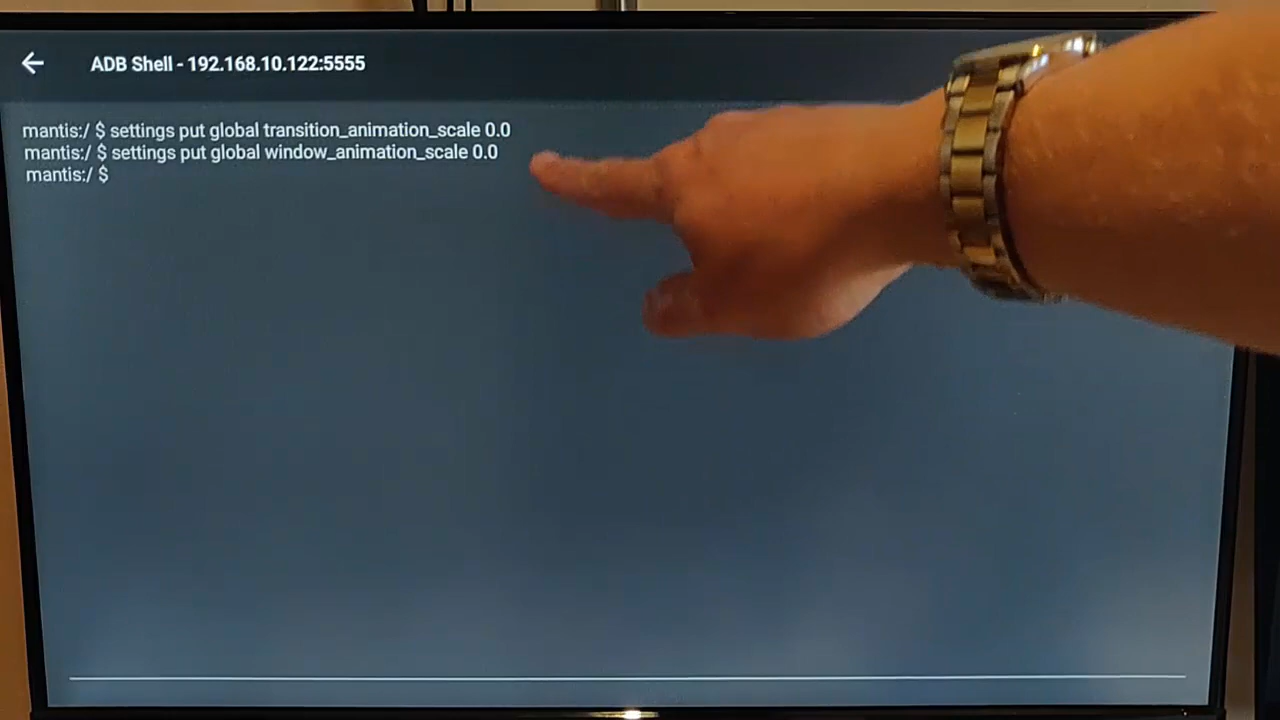 ADB Shell - 192.168.10.122:5555
mantis:/ $ settings put global transition_animation_scale 0.0
mantis:/ $ settings put global window_animation_scale 0.0
mantis:/ $